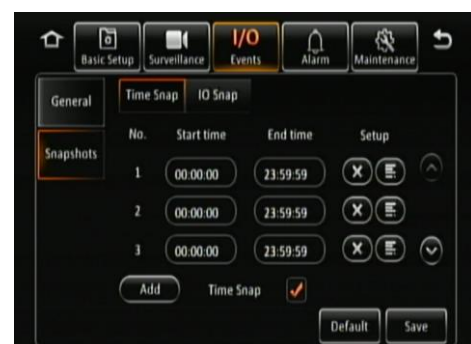 Basic Setup
Surveillance
I/O
Events
Alarm
Maintenance
General
Snapshots
Time Snap IO Snap
No. Start time End time Setup
1 00:00:00 23:59:59
2 00:00:00 23:59:59
3 00:00:00 23:59:59
Add Time Snap
Default Save